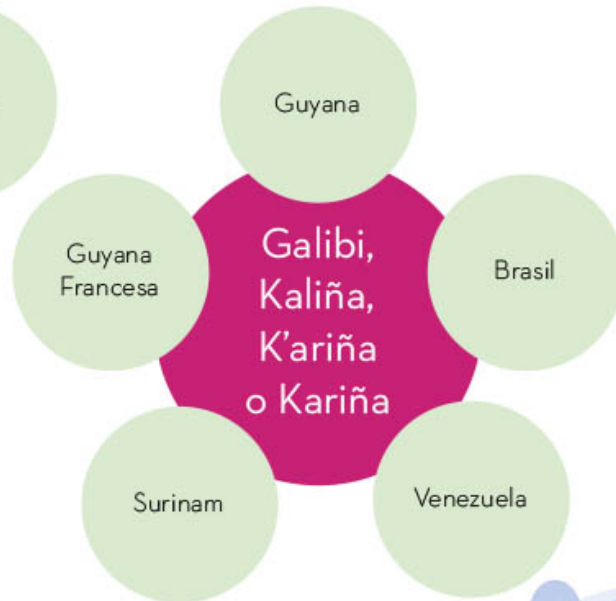 Guyana
Guyana
Francesa
Galibi,
Kaliña,
K'ariña
o Kariña
Brasil
Surinam
Venezuela